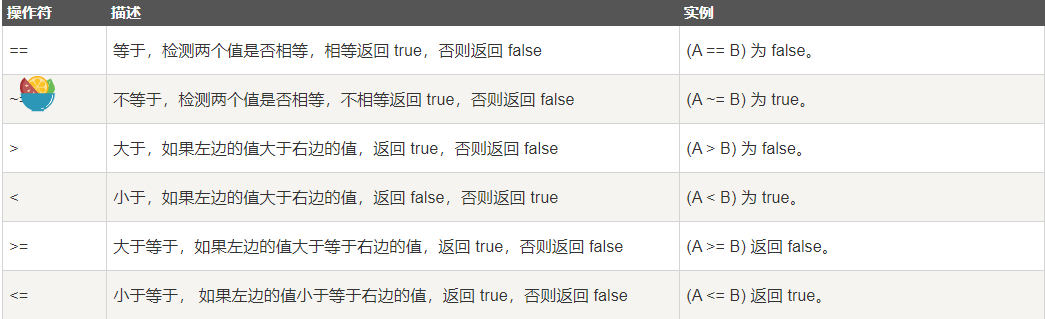 操作符 描述 实例
== 等于，检测两个值是否相等，相等返回 true，否则返回 false (A == B) 为 false。
不等于，检测两个值是否相等，不相等返回 true，否则返回 false (A ~= B) 为 true。
> 大于，如果左边的值大于右边的值，返回 true，否则返回 false (A > B) 为 false。
< 小于，如果左边的值大于右边的值，返回 false，否则返回 true (A < B) 为 true。
>= 大于等于，如果左边的值大于等于右边的值，返回 true，否则返回 false (A >= B) 返回 false。
<= 小于等于， 如果左边的值小于等于右边的值，返回 true，否则返回 false (A <= B) 返回 true。